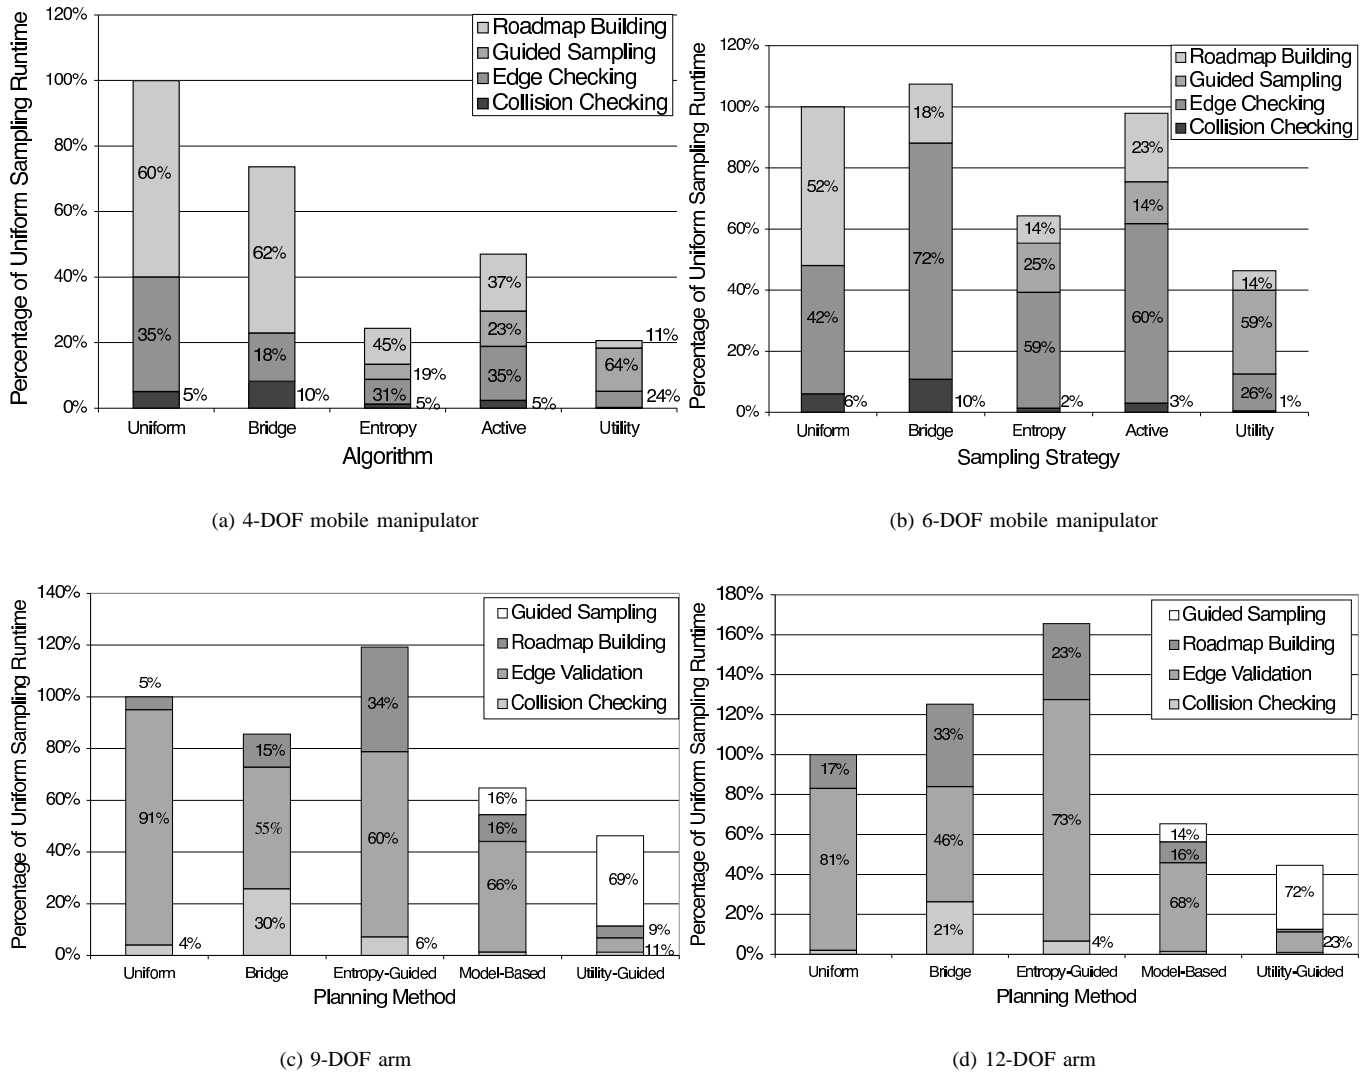 Percentage of Uniform Sampling Runtime
120%
100%
80%
60%
40%
20%
0%
Roadmap Building
Guided Sampling
Edge Checking
Collision Checking
60%
35%
5%
62%
18%
10%
45%
19%
31%
5%
37%
23%
35%
5%
11%
64%
24%
Uniform Bridge Entropy Active Utility
Algorithm
(a) 4-DOF mobile manipulator
Percentage of Uniform Sampling Runtime
120%
100%
80%
60%
40%
20%
0%
Roadmap Building
Guided Sampling
Edge Checking
Collision Checking
52%
42%
6%
18%
72%
10%
14%
25%
59%
2%
23%
14%
60%
3%
14%
59%
26%
1%
Uniform Bridge Entropy Active Utility
Sampling Strategy
(b) 6-DOF mobile manipulator
Percentage of Uniform Sampling Runtime
140%
120%
100%
80%
60%
40%
20%
0%
Guided Sampling
Roadmap Building
Edge Validation
Collision Checking
5%
91%
4%
15%
55%
30%
34%
60%
6%
16%
16%
66%
69%
9%
11%
Uniform Bridge Entropy-Guided Model-Based Utility-Guided
Planning Method
(c) 9-DOF arm
Percentage of Uniform Sampling Runtime
180%
160%
140%
120%
100%
80%
60%
40%
20%
0%
Guided Sampling
Roadmap Building
Edge Validation
Collision Checking
17%
81%
33%
46%
21%
23%
73%
4%
14%
16%
68%
72%
23%
Uniform Bridge Entropy-Guided Model-Based Utility-Guided
Planning Method
(d) 12-DOF arm